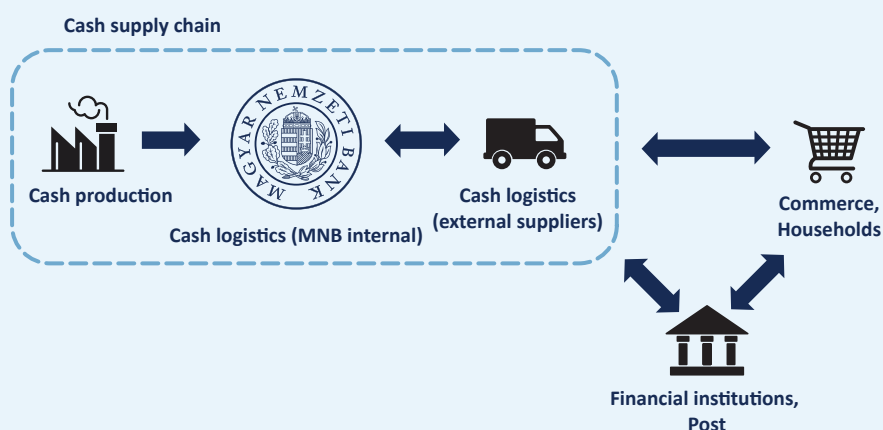 Cash supply chain
MAGYAR NEMZETI BANK
Cash production
Cash logistics (MNB internal)
Cash logistics
(external suppliers)
Commerce,
Households
Financial institutions,
Post